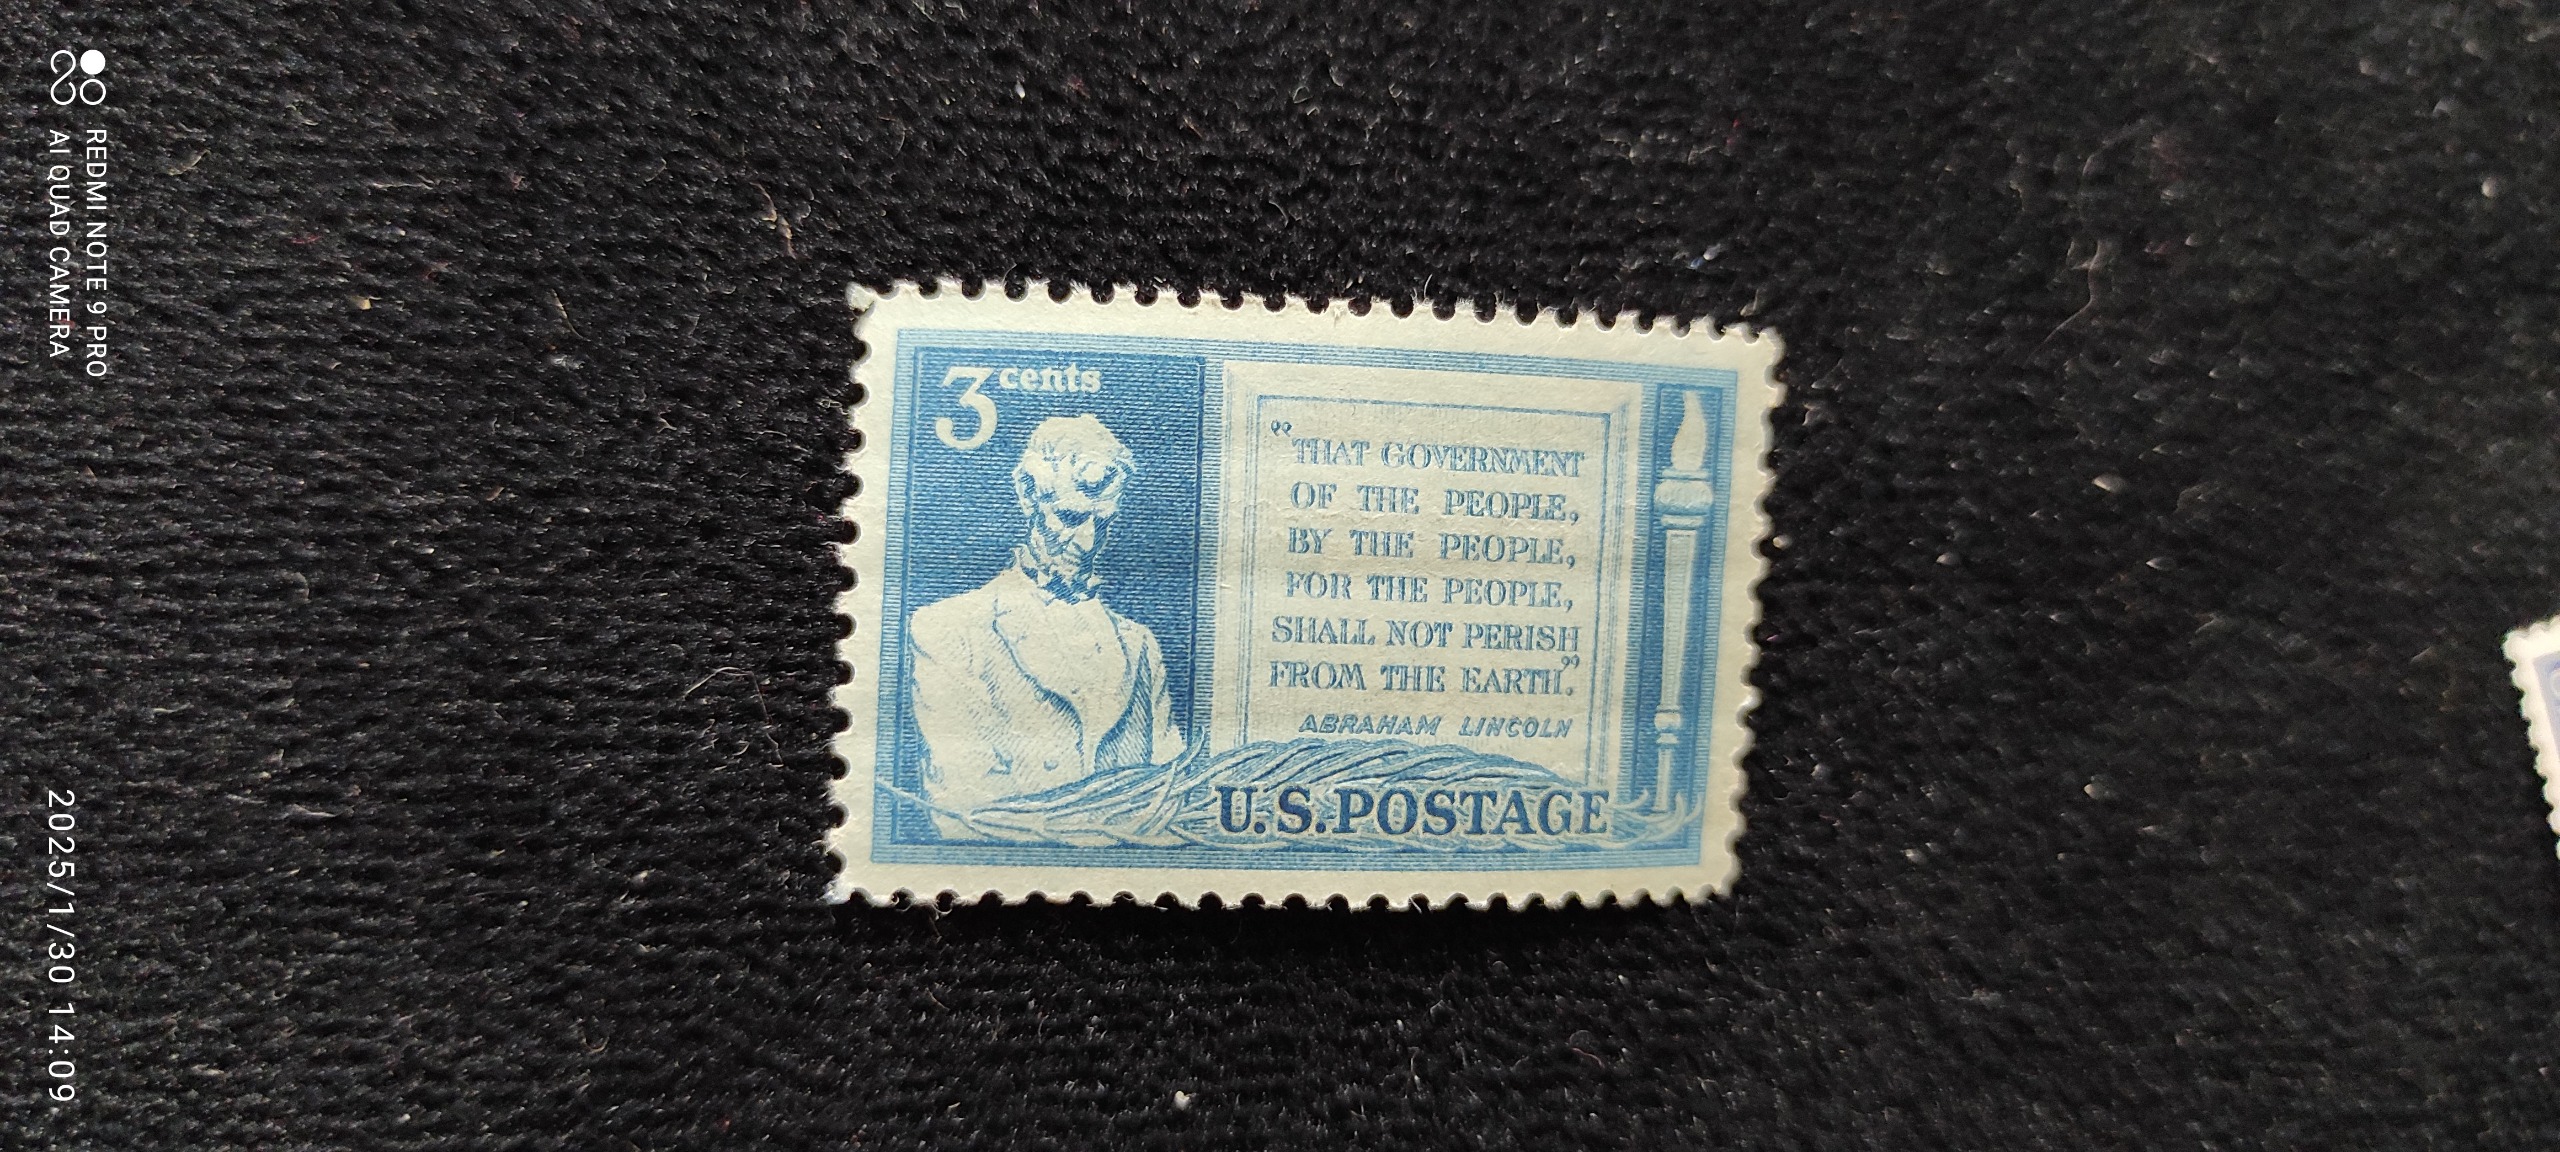 REDMI NOTE 9 PRO
AI QUAD CAMERA
2025/1/30 14:09
3 cents
“THAT GOVERNMENT
OF THE PEOPLE,
BY THE PEOPLE,
FOR THE PEOPLE,
SHALL NOT PERISH
FROM THE EARTH.”
ABRAHAM LINCOLN
U.S. POSTAGE